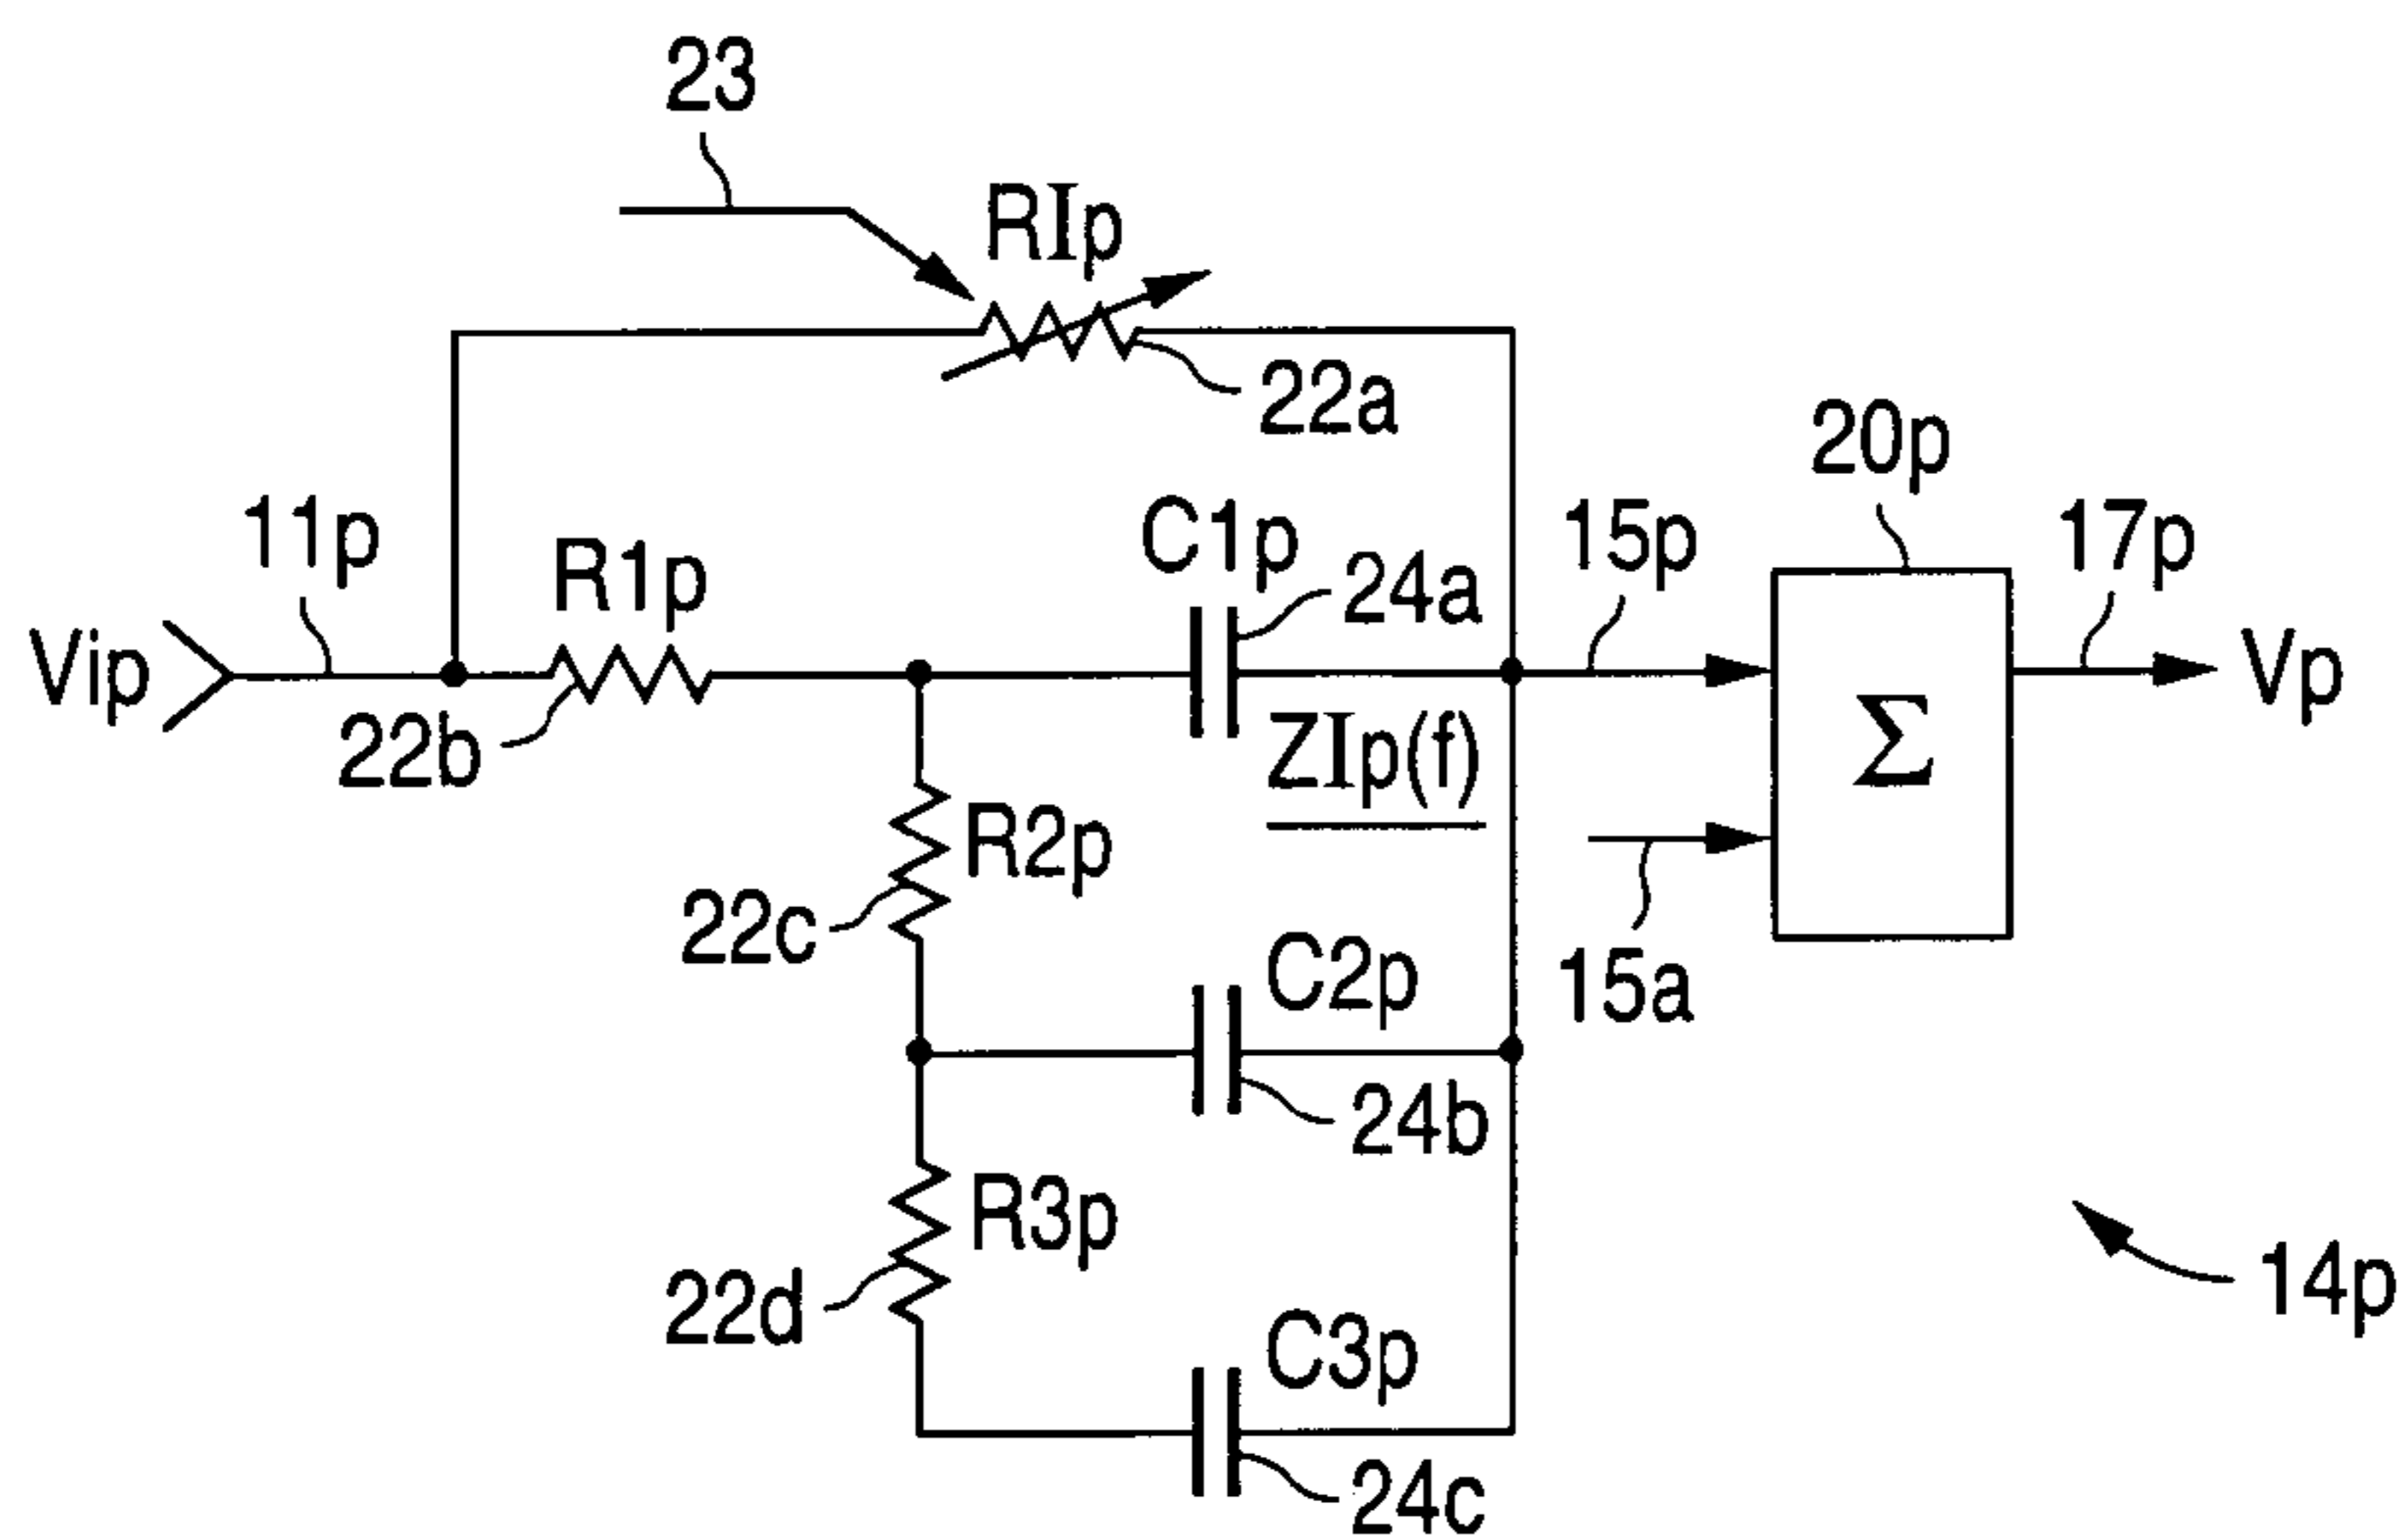 23
RIp
22a
20p
11p
R1p
C1p
24a
15p
17p
Vip
22b
ZIp(f)
Σ
Vp
R2p
22c
C2p
15a
24b
R3p
22d
C3p
14p
24c